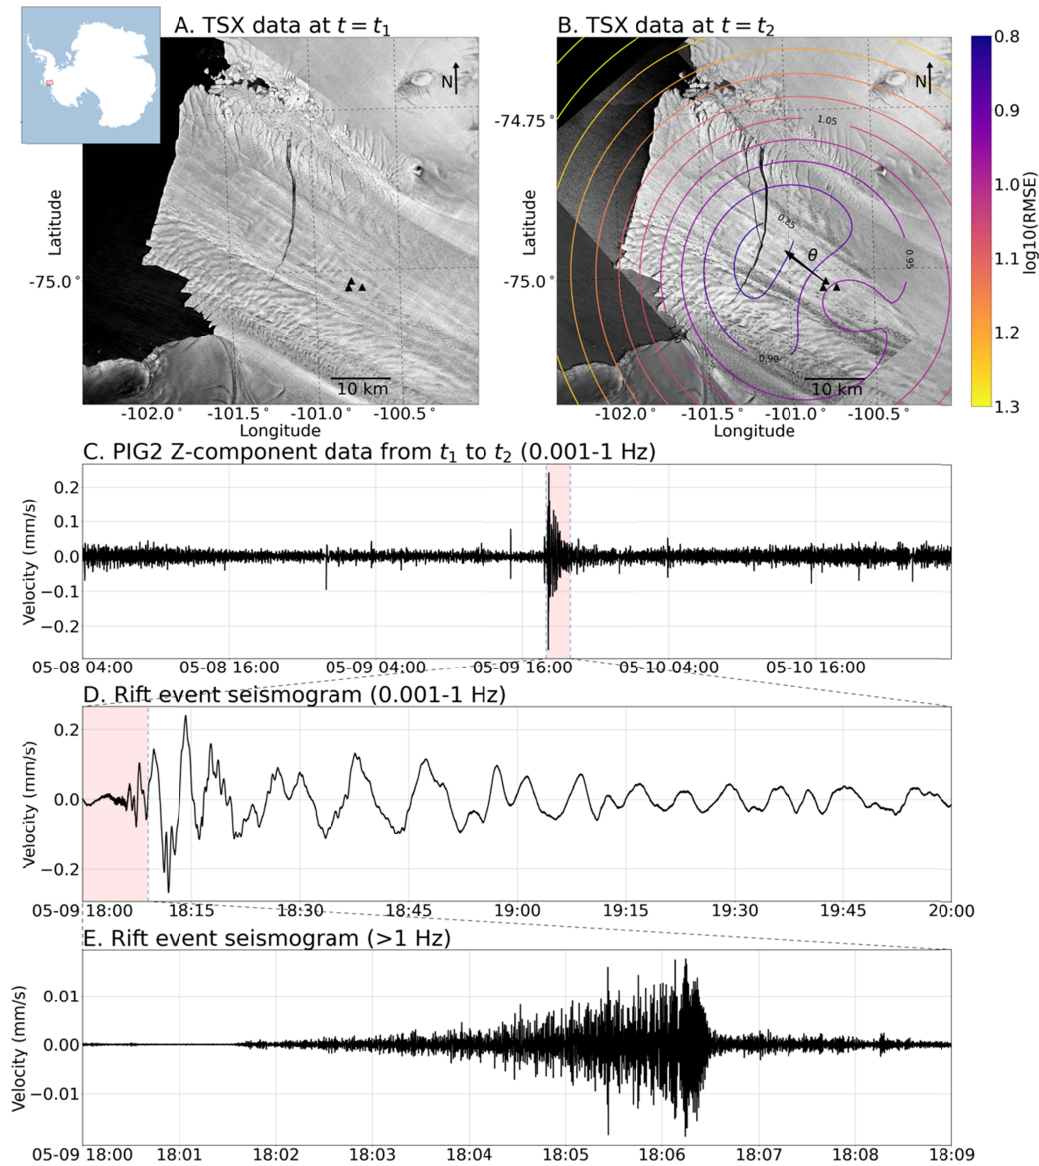 A. TSX data at t = t1
B. TSX data at t = t2
N
N
-74.75°
-75.0°
Latitude
10 km
-102.0° -101.5° -101.0° -100.5°
Longitude
-74.75°
-75.0°
Latitude
1.05
0.85
0.95
0.90
θ
10 km
-102.0° -101.5° -101.0° -100.5°
Longitude
0.8
0.9
1.0
1.1
1.2
1.3
log10(RMSE)
C. PIG2 Z-component data from t1 to t2 (0.001-1 Hz)
Velocity (mm/s)
0.2
0.1
0.0
−0.1
−0.2
05-08 04:00 05-08 16:00 05-09 04:00 05-09 16:00 05-10 04:00 05-10 16:00
D. Rift event seismogram (0.001-1 Hz)
Velocity (mm/s)
0.2
0.0
−0.2
05-09 18:00 18:15 18:30 18:45 19:00 19:15 19:30 19:45 20:00
E. Rift event seismogram (>1 Hz)
Velocity (mm/s)
0.01
0.00
−0.01
05-09 18:00 18:01 18:02 18:03 18:04 18:05 18:06 18:07 18:08 18:09